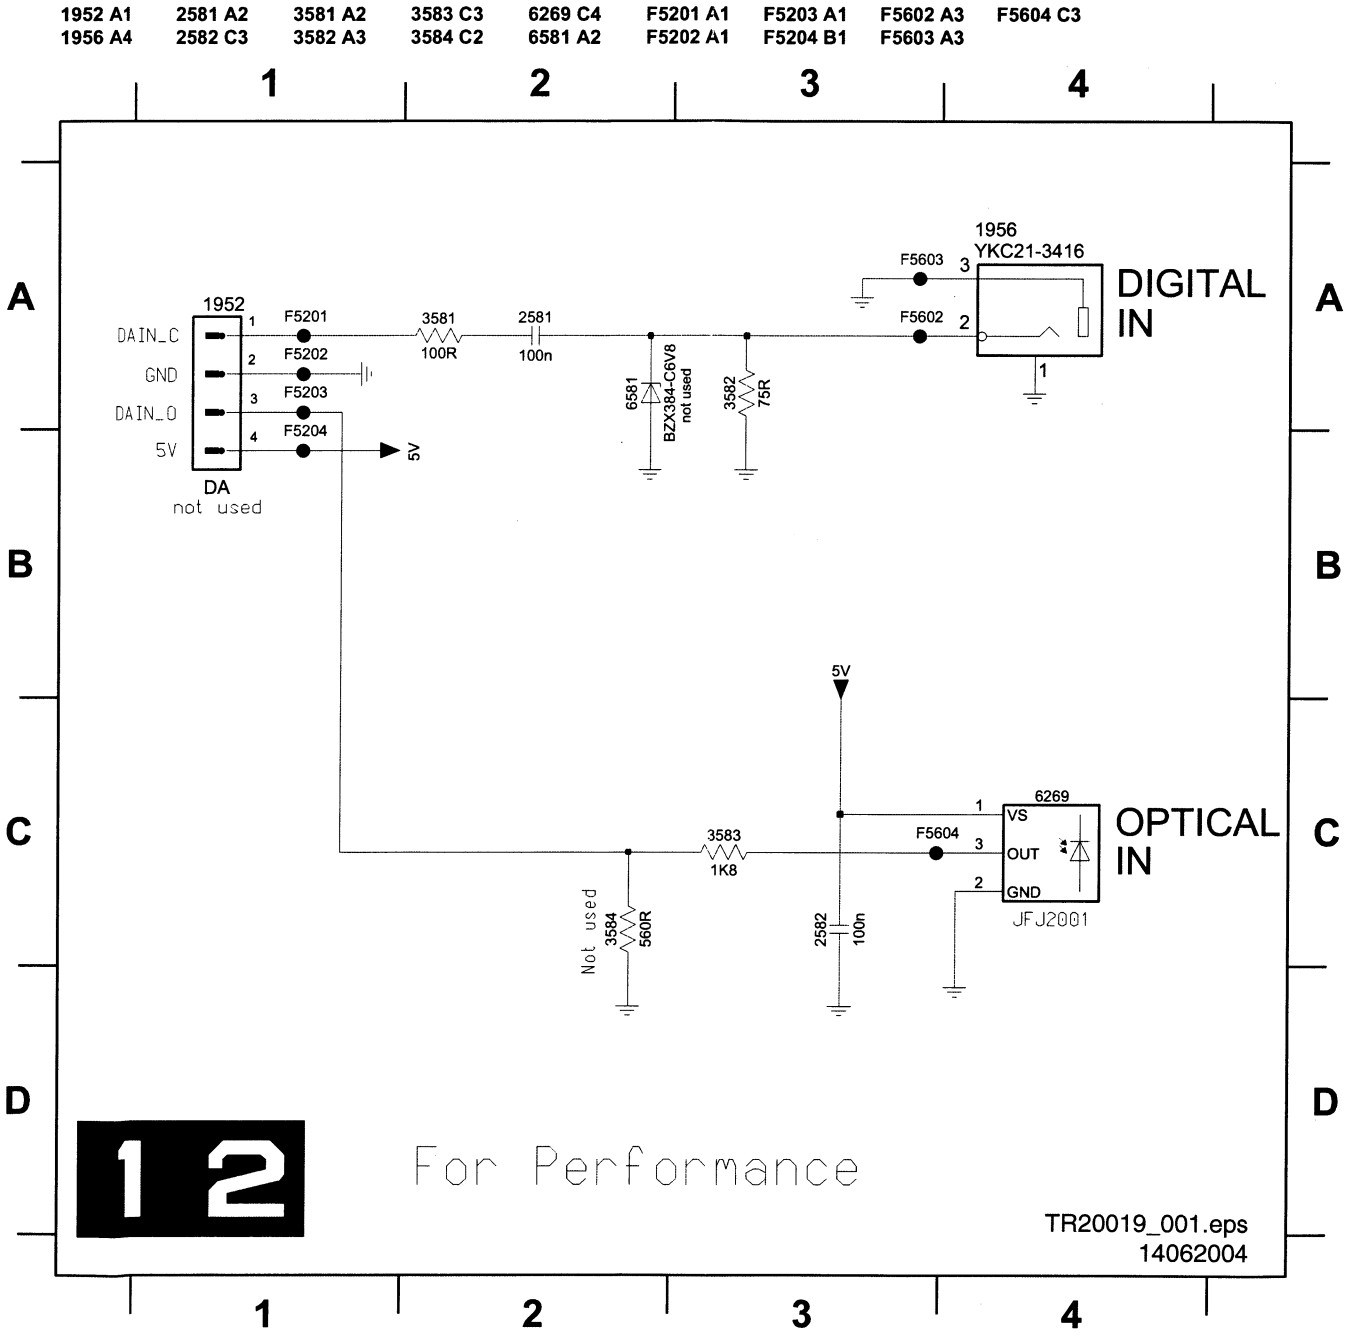 1952 A1 2581 A2 3581 A2 3583 C3 6269 C4 F5201 A1 F5203 A1 F5602 A3 F5604 C3
1956 A4 2582 C3 3582 A3 3584 C2 6581 A2 F5202 A1 F5204 B1 F5603 A3
1 2 3 4
A
A
1956
YKC21-3416
F5603
3
DIGITAL
IN
F5602
2
1
1952
DAIN_C
1
F5201
3581
100R
2581
100n
GND
2
F5202
DAIN_O
3
F5203
5V
4
F5204
5V
DA
not used
6581
BZX384-C6V8
not used
3582
75R
B
B
5V
C
C
6269
1
VS
F5604
3
OUT
2
GND
JFJ2001
OPTICAL
IN
3583
1K8
Not used
3584
560R
2582
100n
D
D
12
For Performance
TR20019_001.eps
14062004
1 2 3 4